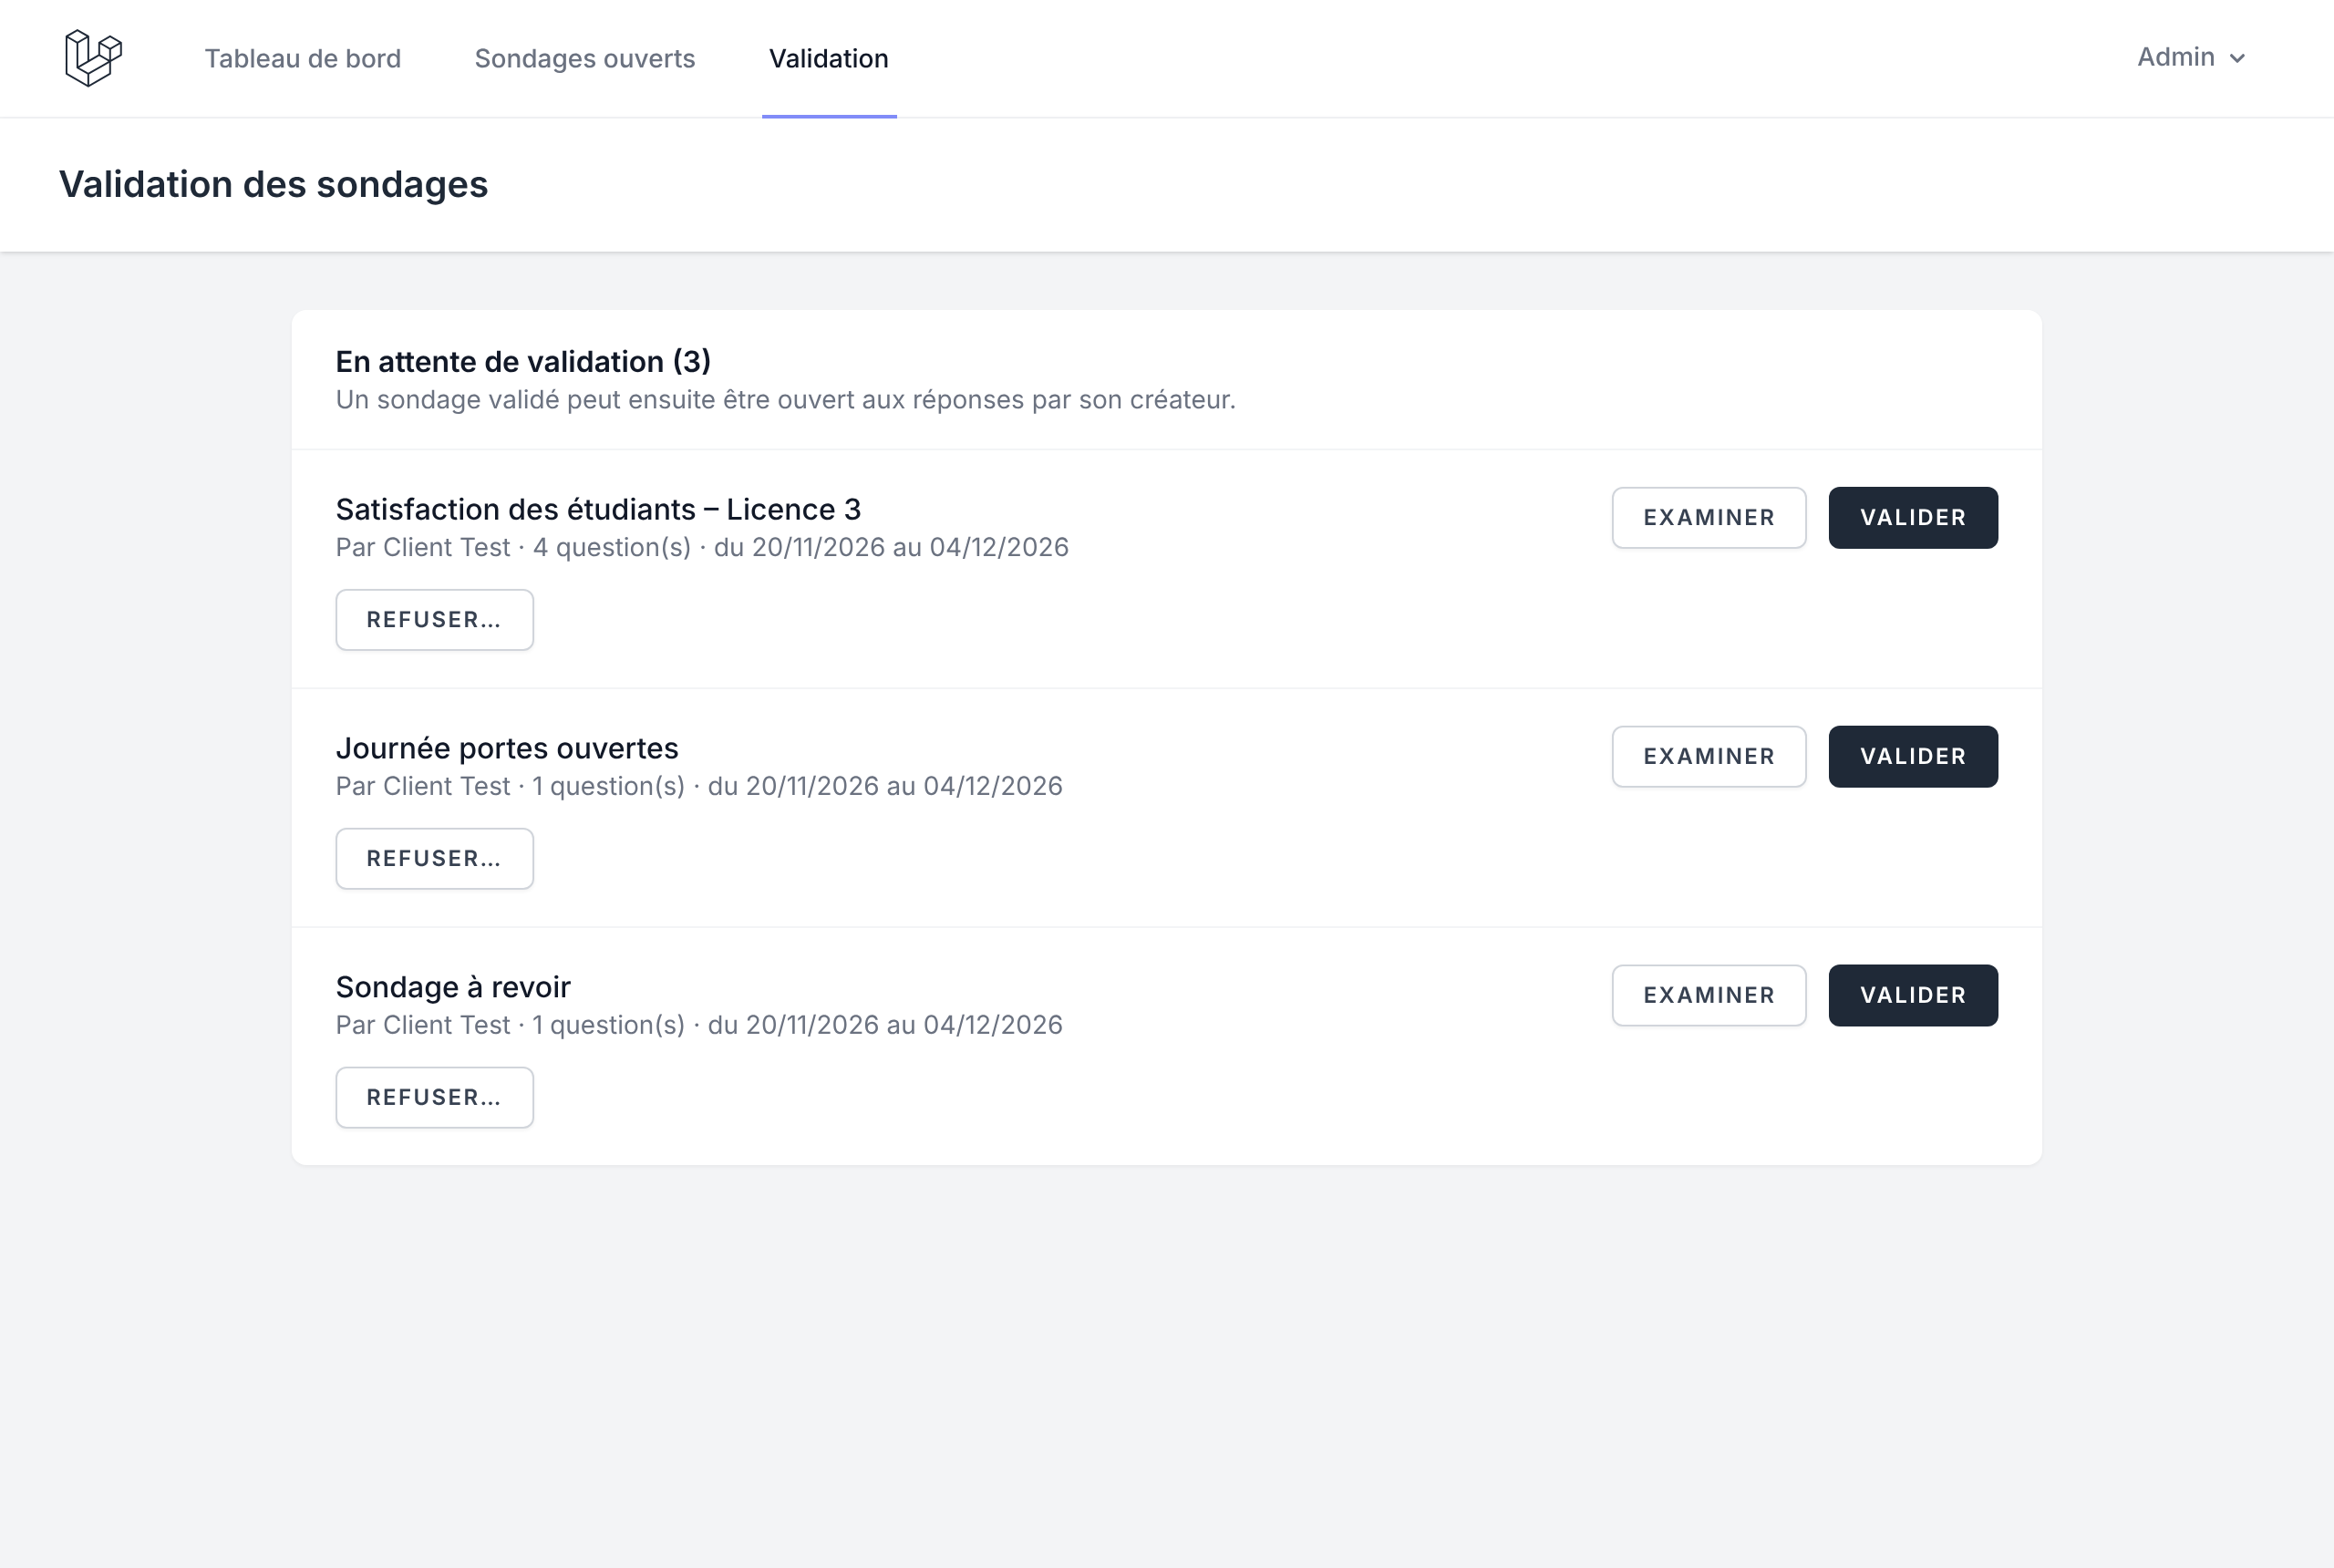 Tableau de bord
Sondages ouverts
Validation
Admin
Validation des sondages
En attente de validation (3)
Un sondage validé peut ensuite être ouvert aux réponses par son créateur.
Satisfaction des étudiants – Licence 3
Par Client Test · 4 question(s) · du 20/11/2026 au 04/12/2026
EXAMINER
VALIDER
REFUSER...
Journée portes ouvertes
Par Client Test · 1 question(s) · du 20/11/2026 au 04/12/2026
EXAMINER
VALIDER
REFUSER...
Sondage à revoir
Par Client Test · 1 question(s) · du 20/11/2026 au 04/12/2026
EXAMINER
VALIDER
REFUSER...